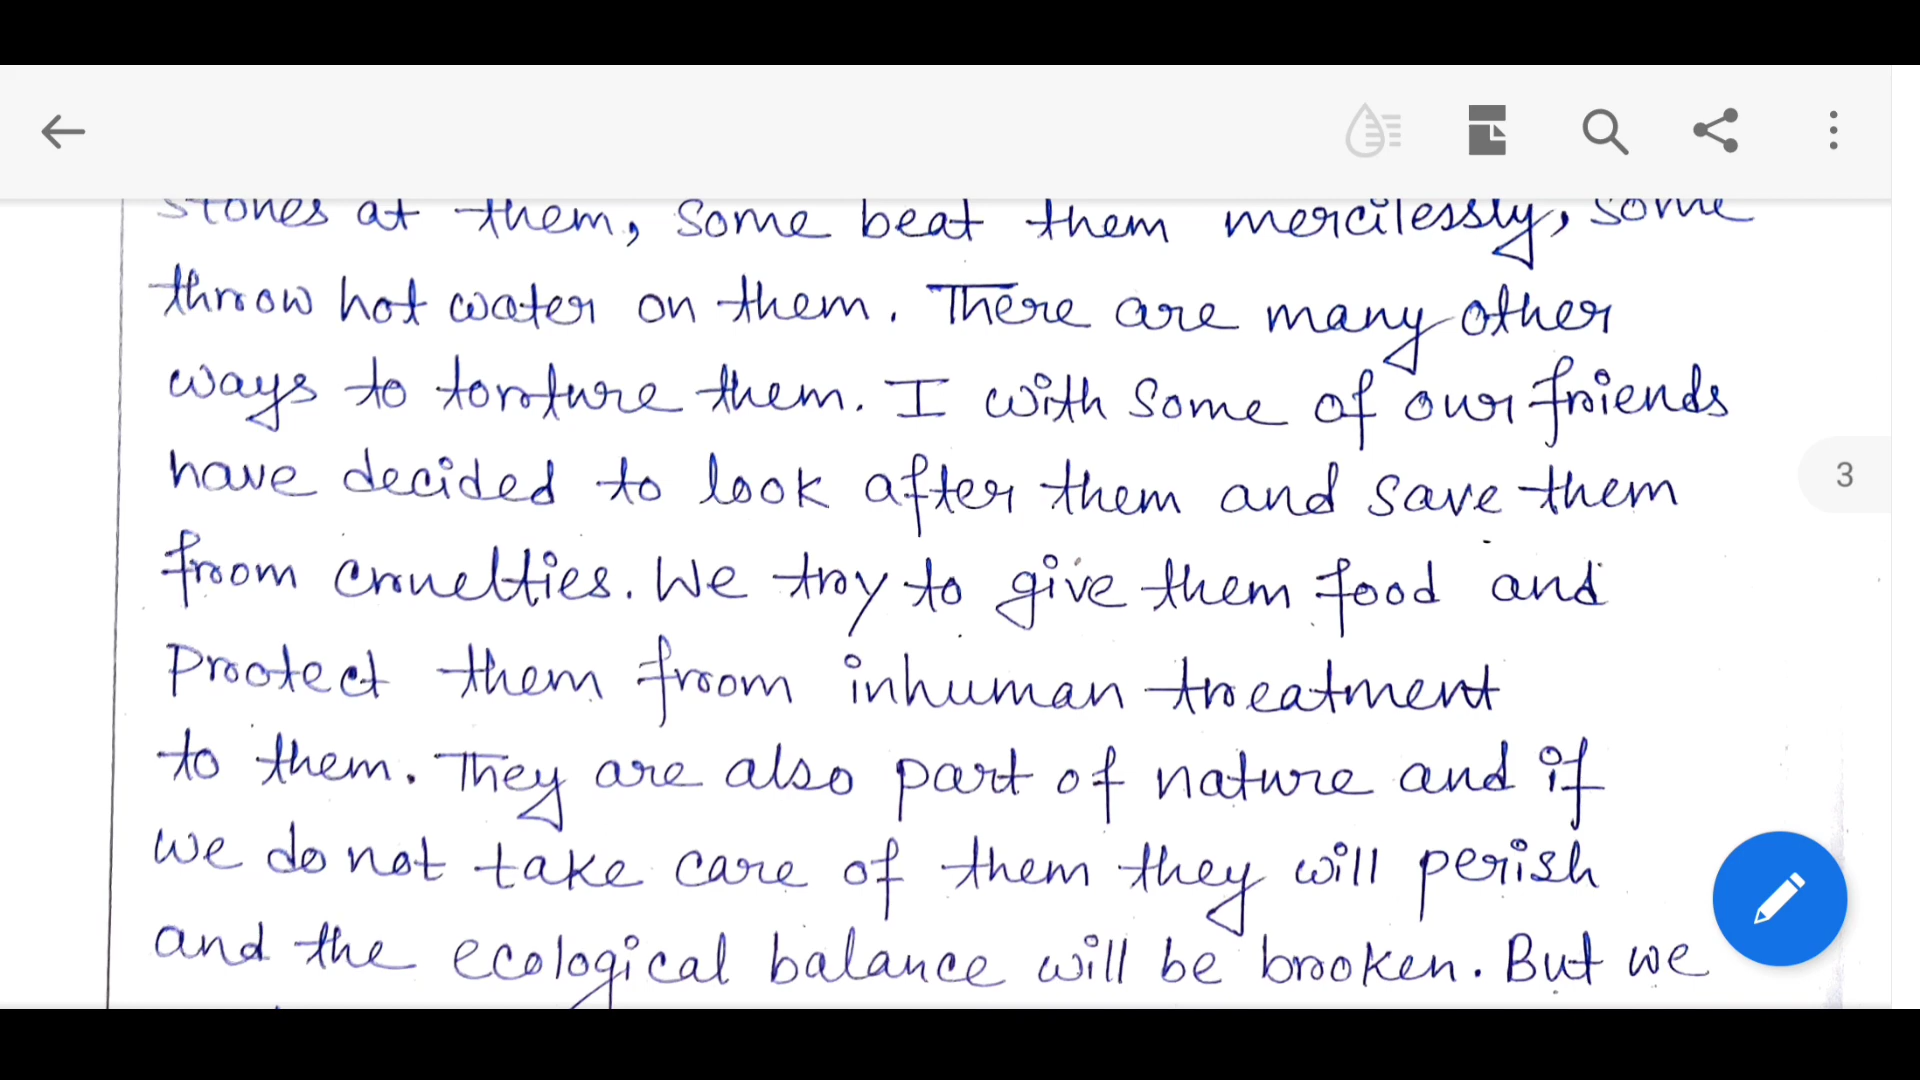 stones at them, some beat them mercilessly, some
throw hot water on them. There are many other
ways to torture them. I with some of our friends
have decided to look after them and save them
3
from cruelties. We try to give them food and
protect them from inhuman treatment
to them. They are also part of nature and if
we do not take care of them they will perish
and the ecological balance will be broken. But we